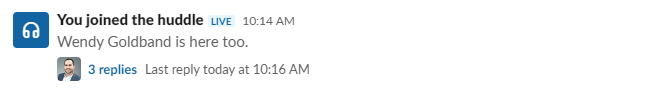 You joined the huddle LIVE 10:14 AM
Wendy Goldband is here too.
3 replies Last reply today at 10:16 AM